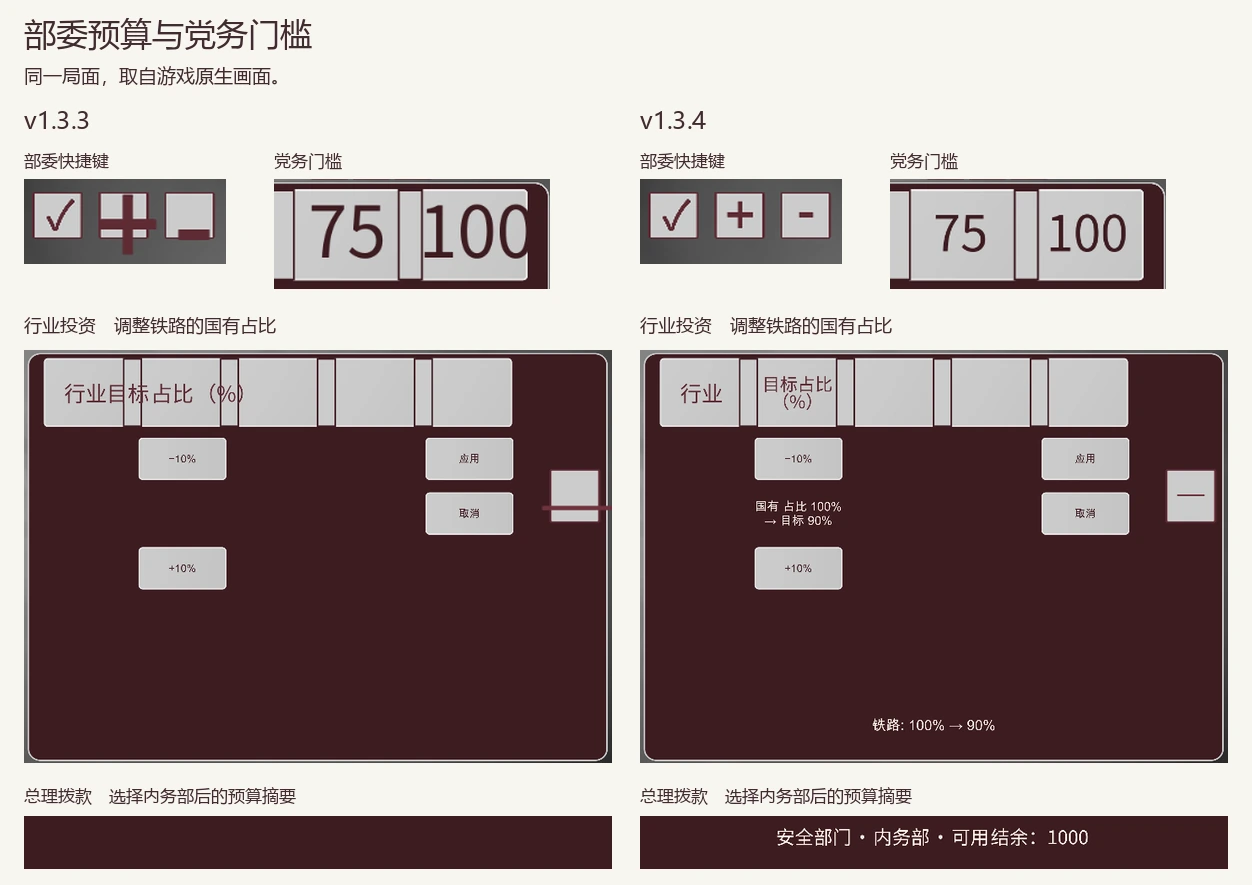 部委预算与党务门槛
同一局面，取自游戏原生画面。
v1.3.3
部委快捷键 党务门槛
✓ + −
75 100
行业投资 调整铁路的国有占比
行业目标占比（%）
−10% 应用
取消
+10%
总理拨款 选择内务部后的预算摘要
v1.3.4
部委快捷键 党务门槛
✓ + -
75 100
行业投资 调整铁路的国有占比
行业 目标占比
（%）
−10% 应用
国有 占比 100%
→ 目标 90%
取消
—
+10%
铁路: 100% → 90%
总理拨款 选择内务部后的预算摘要
安全部门・内务部・可用结余：1000